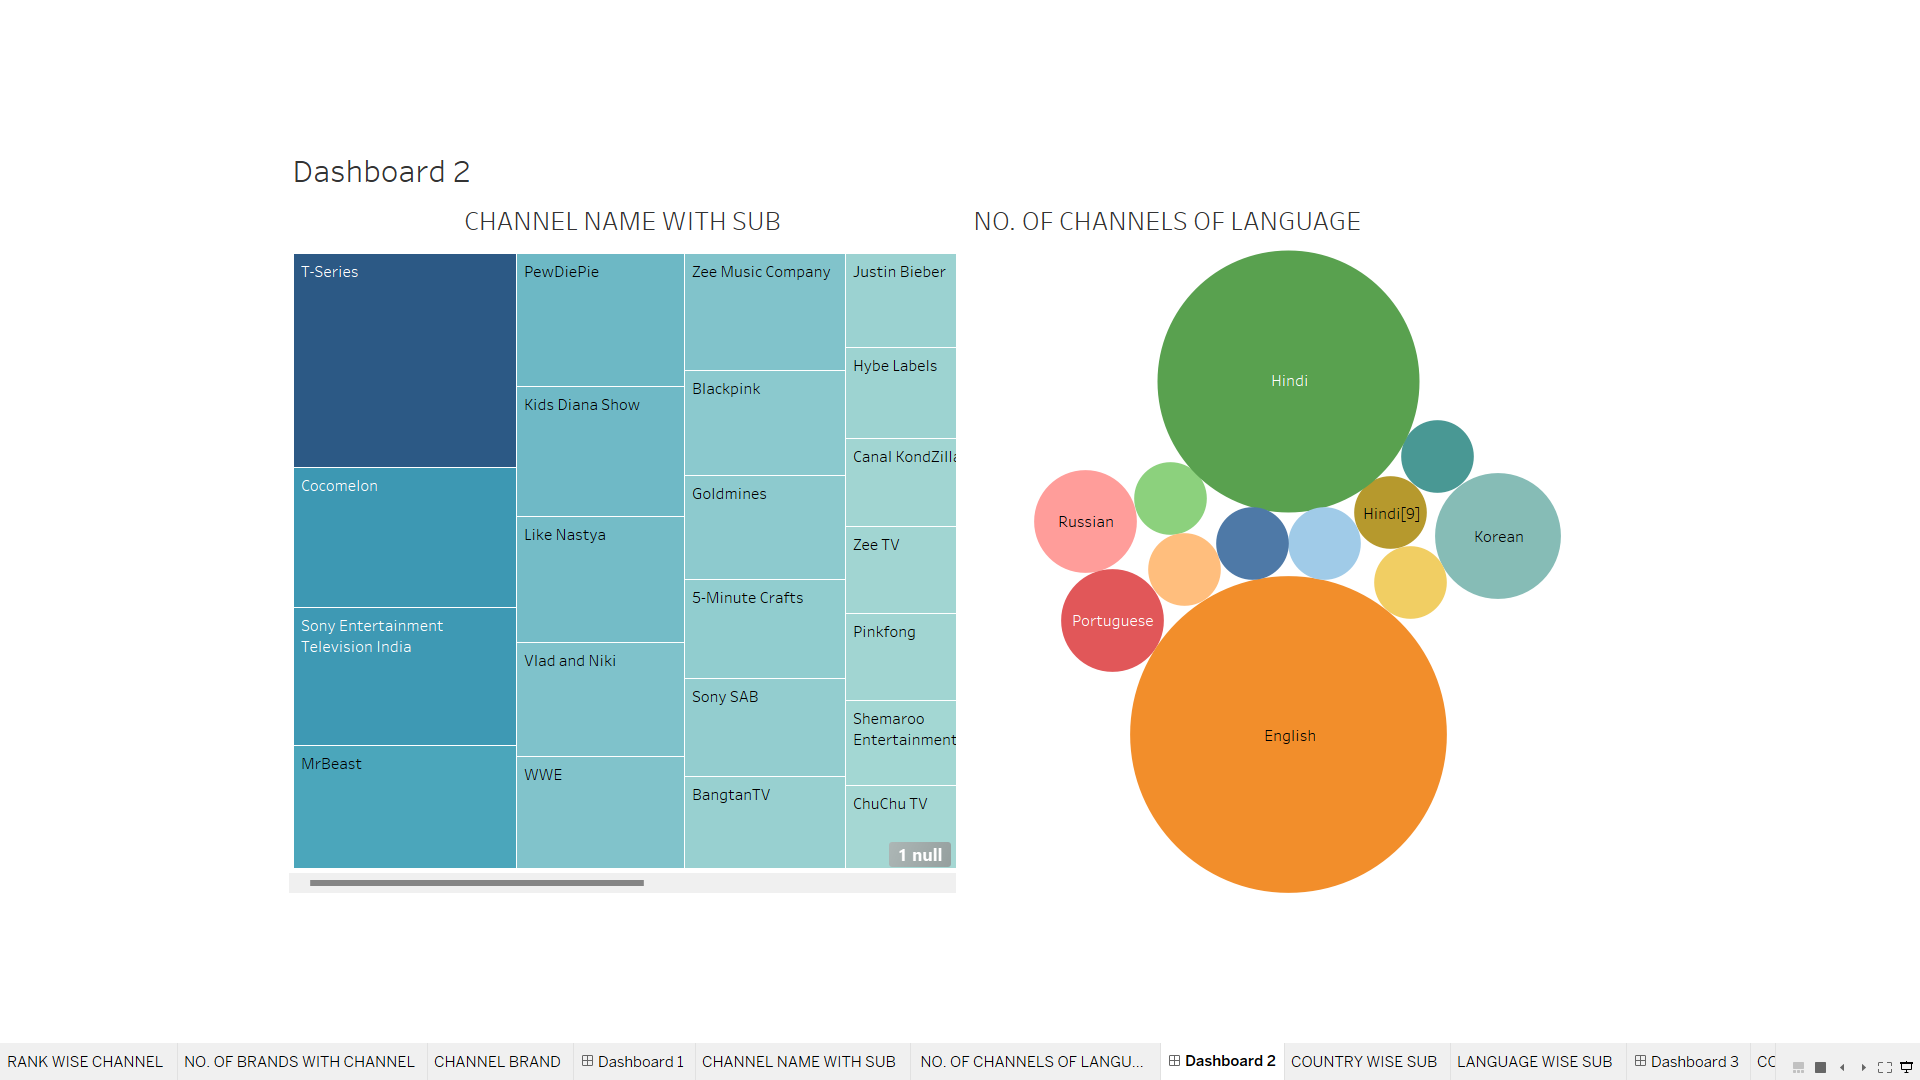 Dashboard 2
CHANNEL NAME WITH SUB
T-Series
Cocomelon
Sony Entertainment
Television India
MrBeast
PewDiePie
Kids Diana Show
Like Nastya
Vlad and Niki
WWE
Zee Music Company
Blackpink
Goldmines
5-Minute Crafts
Sony SAB
BangtanTV
Justin Bieber
Hybe Labels
Canal KondZilla
Zee TV
Pinkfong
Shemaroo
Entertainment
ChuChu TV
1 null
NO. OF CHANNELS OF LANGUAGE
Hindi
Hindi[9]
Russian
Korean
Portuguese
English
RANK WISE CHANNEL
NO. OF BRANDS WITH CHANNEL
CHANNEL BRAND
Dashboard 1
CHANNEL NAME WITH SUB
NO. OF CHANNELS OF LANGU...
Dashboard 2
COUNTRY WISE SUB
LANGUAGE WISE SUB
Dashboard 3